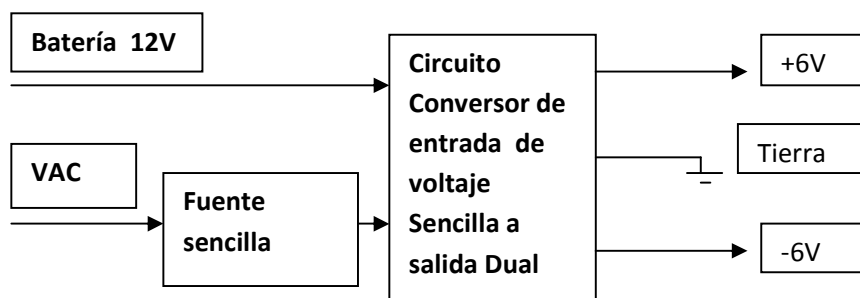 Batería 12V
VAC
Fuente
sencilla
Circuito
Conversor de
entrada de
voltaje
Sencilla a
salida Dual
+6V
Tierra
-6V